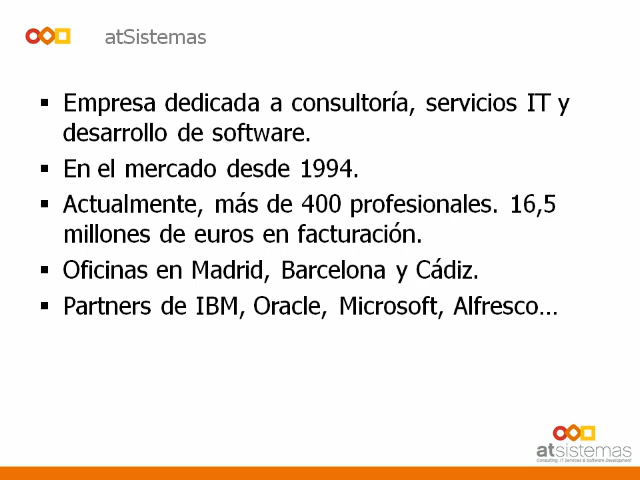 atSistemas
▪ Empresa dedicada a consultoría, servicios IT y
desarrollo de software.
▪ En el mercado desde 1994.
▪ Actualmente, más de 400 profesionales. 16,5
millones de euros en facturación.
▪ Oficinas en Madrid, Barcelona y Cádiz.
▪ Partners de IBM, Oracle, Microsoft, Alfresco...
atsistemas
Consulting, IT Services & Software Development